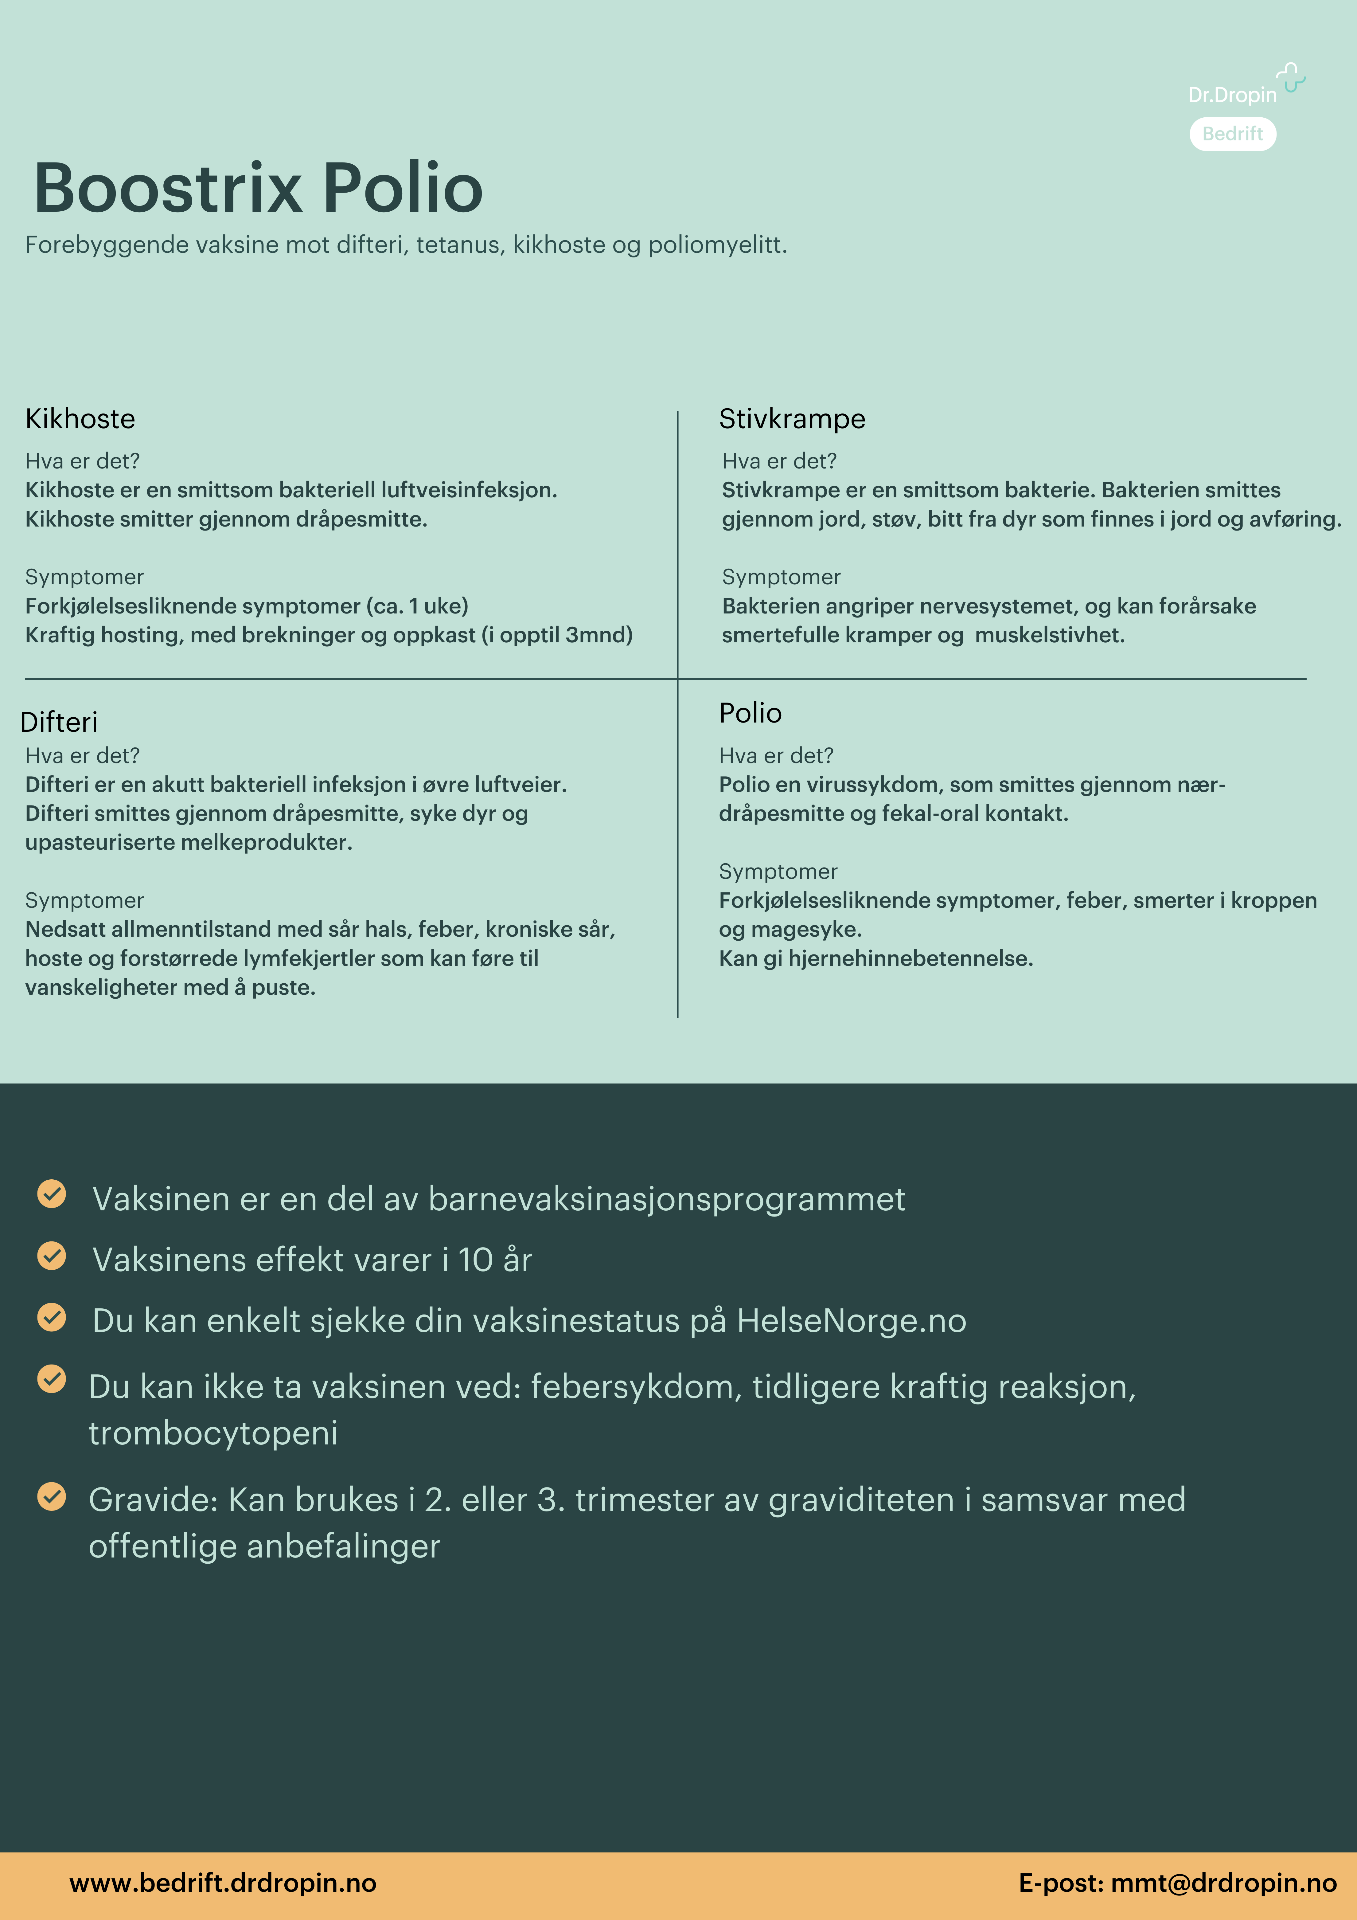 Dr.Dropin
Bedrift
Boostrix Polio
Forebyggende vaksine mot difteri, tetanus, kikhoste og poliomyelitt.
Kikhoste
Hva er det?
Kikhoste er en smittsom bakteriell luftveisinfeksjon.
Kikhoste smitter gjennom dråpesmitte.
Symptomer
Forkjølelsesliknende symptomer (ca. 1 uke)
Kraftig hosting, med brekninger og oppkast (i opptil 3mnd)
Stivkrampe
Hva er det?
Stivkrampe er en smittsom bakterie. Bakterien smittes
gjennom jord, støv, bitt fra dyr som finnes i jord og avføring.
Symptomer
Bakterien angriper nervesystemet, og kan forårsake
smertefulle kramper og  muskelstivhet.
Difteri
Hva er det?
Difteri er en akutt bakteriell infeksjon i øvre luftveier.
Difteri smittes gjennom dråpesmitte, syke dyr og
upasteuriserte melkeprodukter.
Symptomer
Nedsatt allmenntilstand med sår hals, feber, kroniske sår,
hoste og forstørrede lymfekjertler som kan føre til
vanskeligheter med å puste.
Polio
Hva er det?
Polio en virussykdom, som smittes gjennom nær-
dråpesmitte og fekal-oral kontakt.
Symptomer
Forkjølelsesliknende symptomer, feber, smerter i kroppen
og magesyke.
Kan gi hjernehinnebetennelse.
Vaksinen er en del av barnevaksinasjonsprogrammet
Vaksinens effekt varer i 10 år
Du kan enkelt sjekke din vaksinestatus på HelseNorge.no
Du kan ikke ta vaksinen ved: febersykdom, tidligere kraftig reaksjon,
trombocytopeni
Gravide: Kan brukes i 2. eller 3. trimester av graviditeten i samsvar med
offentlige anbefalinger
www.bedrift.drdropin.no
E-post: mmt@drdropin.no